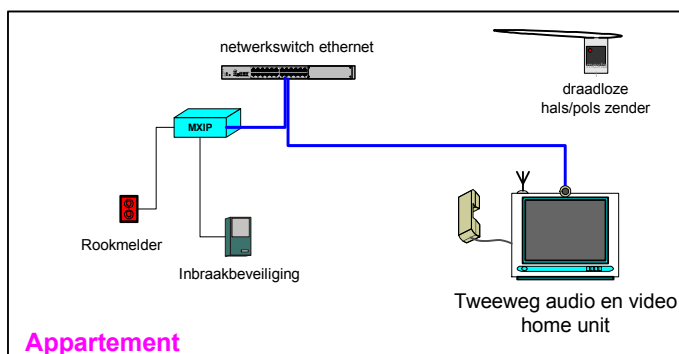 netwerkswitch ethernet
draadloze
hals/pols zender
MXIP
Rookmelder
Inbraakbeveiliging
Tweeweg audio en video
home unit
Appartement